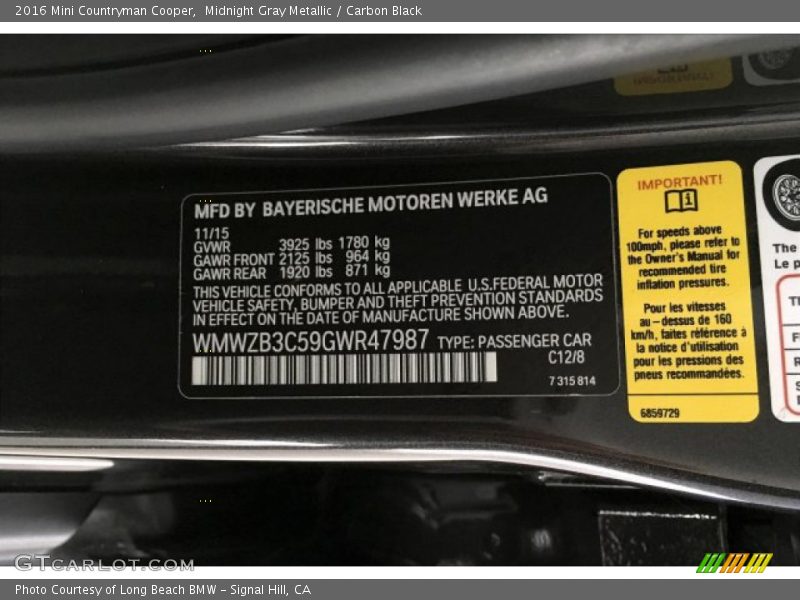 2016 Mini Countryman Cooper,  Midnight Gray Metallic / Carbon Black
MFD BY BAYERISCHE MOTOREN WERKE AG
11/15
GVWR 3925 lbs 1780 kg
GAWR FRONT 2125 lbs 964 kg
GAWR REAR 1920 lbs 871 kg
THIS VEHICLE CONFORMS TO ALL APPLICABLE U.S.FEDERAL MOTOR
VEHICLE SAFETY, BUMPER AND THEFT PREVENTION STANDARDS
IN EFFECT ON THE DATE OF MANUFACTURE SHOWN ABOVE.
WMWZB3C59GWR47987 TYPE: PASSENGER CAR
C12/8
7315814
IMPORTANT!
For speeds above
100mph, please refer to
the Owner's Manual for
recommended tire
inflation pressures.
Pour les vitesses
au-dessus de 160
km/h, faites référence à
la notice d'utilisation
pour les pressions des
pneus recommandées.
6859729
The
Le p
GTCARLOT.COM
Photo Courtesy of Long Beach BMW - Signal Hill, CA